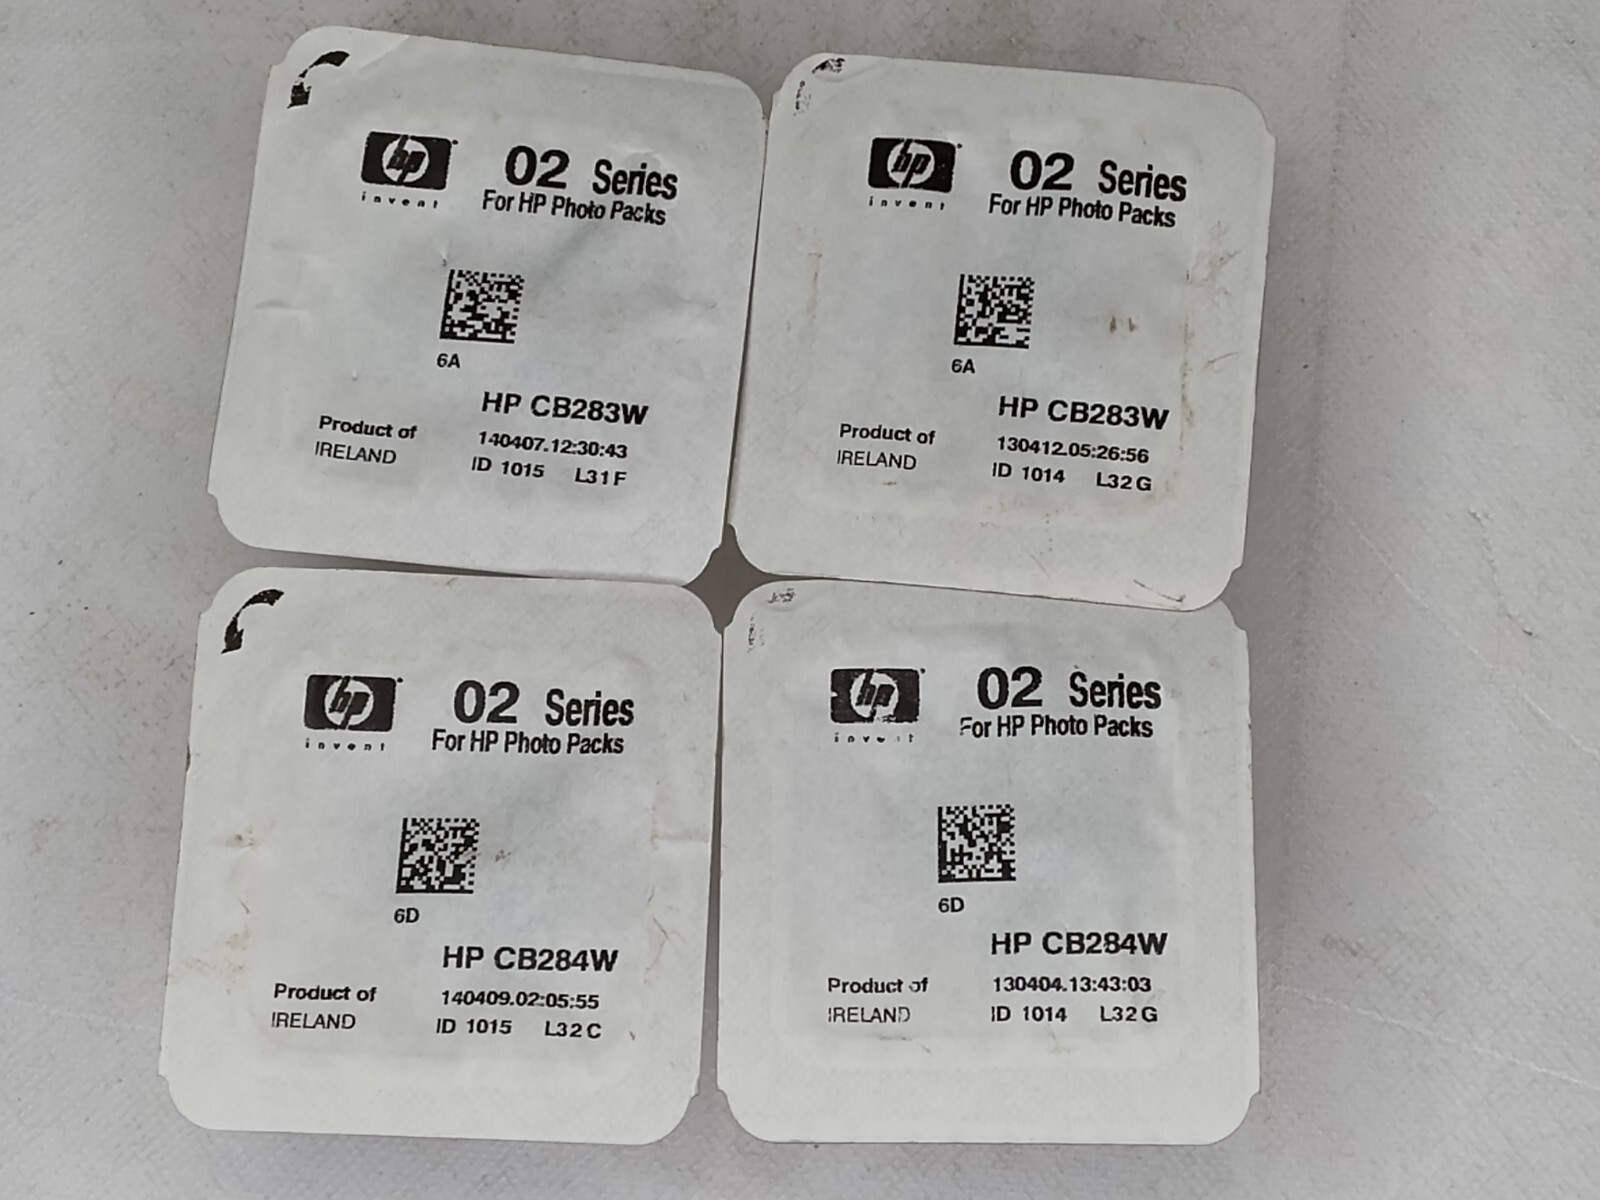 hp
invent
02 Series
For HP Photo Packs
6A
HP CB283W
Product of
IRELAND
140407.12:30:43
ID 1015 L31F
hp
invent
02 Series
For HP Photo Packs
6A
HP CB283W
Product of
IRELAND
130412.05:26:56
ID 1014 L32G
hp
invent
02 Series
For HP Photo Packs
6D
HP CB284W
Product of
IRELAND
140409.02:05:55
ID 1015 L32C
hp
invent
02 Series
For HP Photo Packs
6D
HP CB284W
Product of
IRELAND
130404.13:43:03
ID 1014 L32G